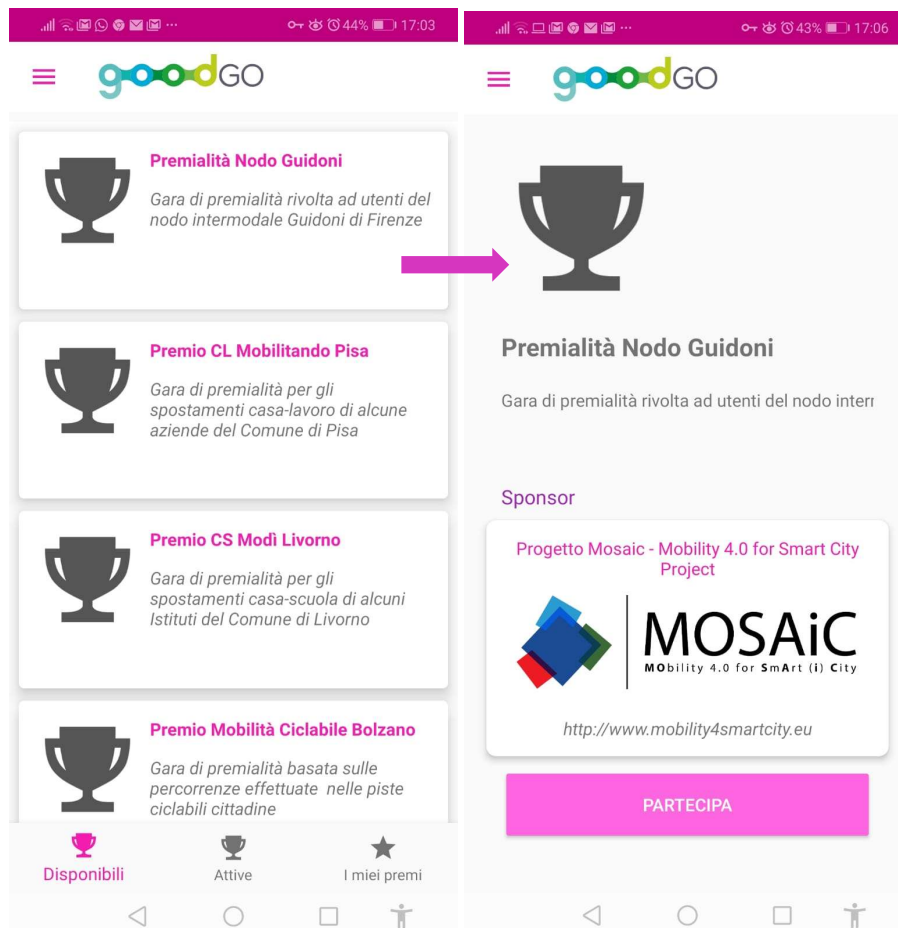 44% 17:03
goodGO
Premialità Nodo Guidoni
Gara di premialità rivolta ad utenti del
nodo intermodale Guidoni di Firenze
Premio CL Mobilitando Pisa
Gara di premialità per gli
spostamenti casa-lavoro di alcune
aziende del Comune di Pisa
Premio CS Modì Livorno
Gara di premialità per gli
spostamenti casa-scuola di alcuni
Istituti del Comune di Livorno
Premio Mobilità Ciclabile Bolzano
Gara di premialità basata sulle
percorrenze effettuate nelle piste
ciclabili cittadine
Disponibili Attive I miei premi
43% 17:06
goodGO
Premialità Nodo Guidoni
Gara di premialità rivolta ad utenti del nodo interr
Sponsor
Progetto Mosaic - Mobility 4.0 for Smart City
Project
MOSAiC
MObility 4.0 for SmArt (i) City
http://www.mobility4smartcity.eu
PARTECIPA